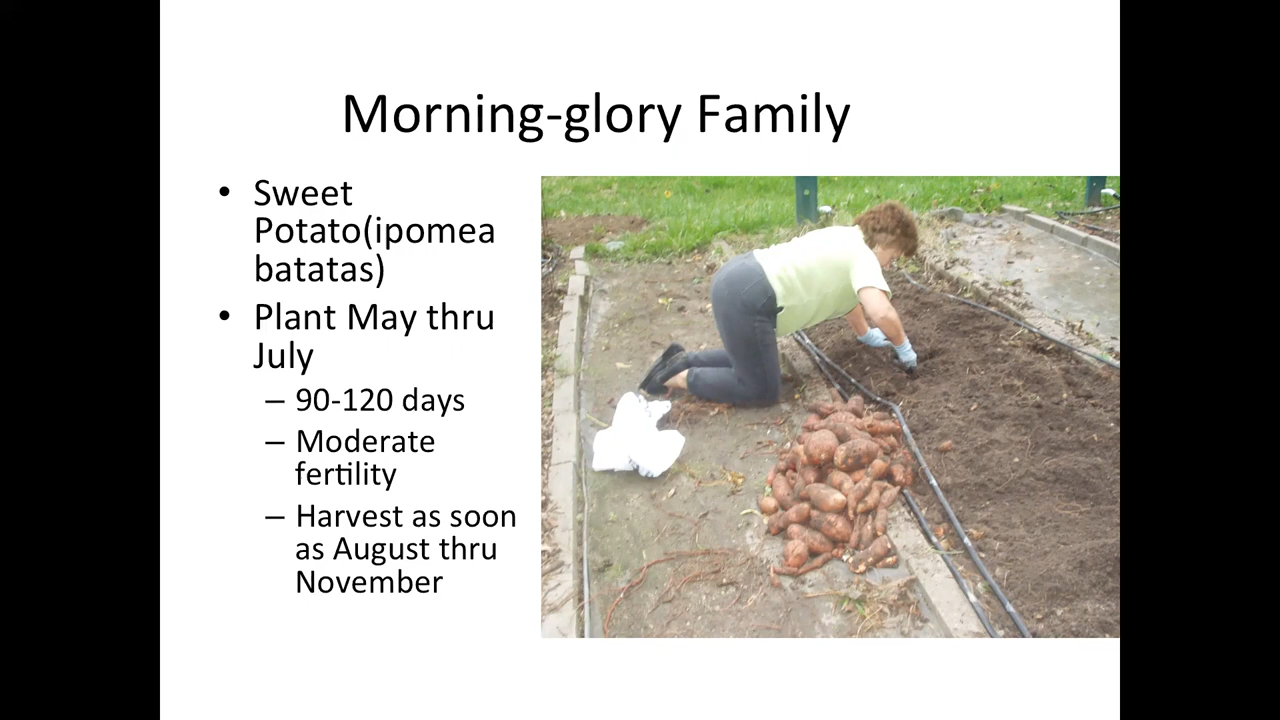 Morning-glory Family
• Sweet
Potato(ipomea
batatas)
• Plant May thru
July
– 90-120 days
– Moderate
fertility
– Harvest as soon
as August thru
November